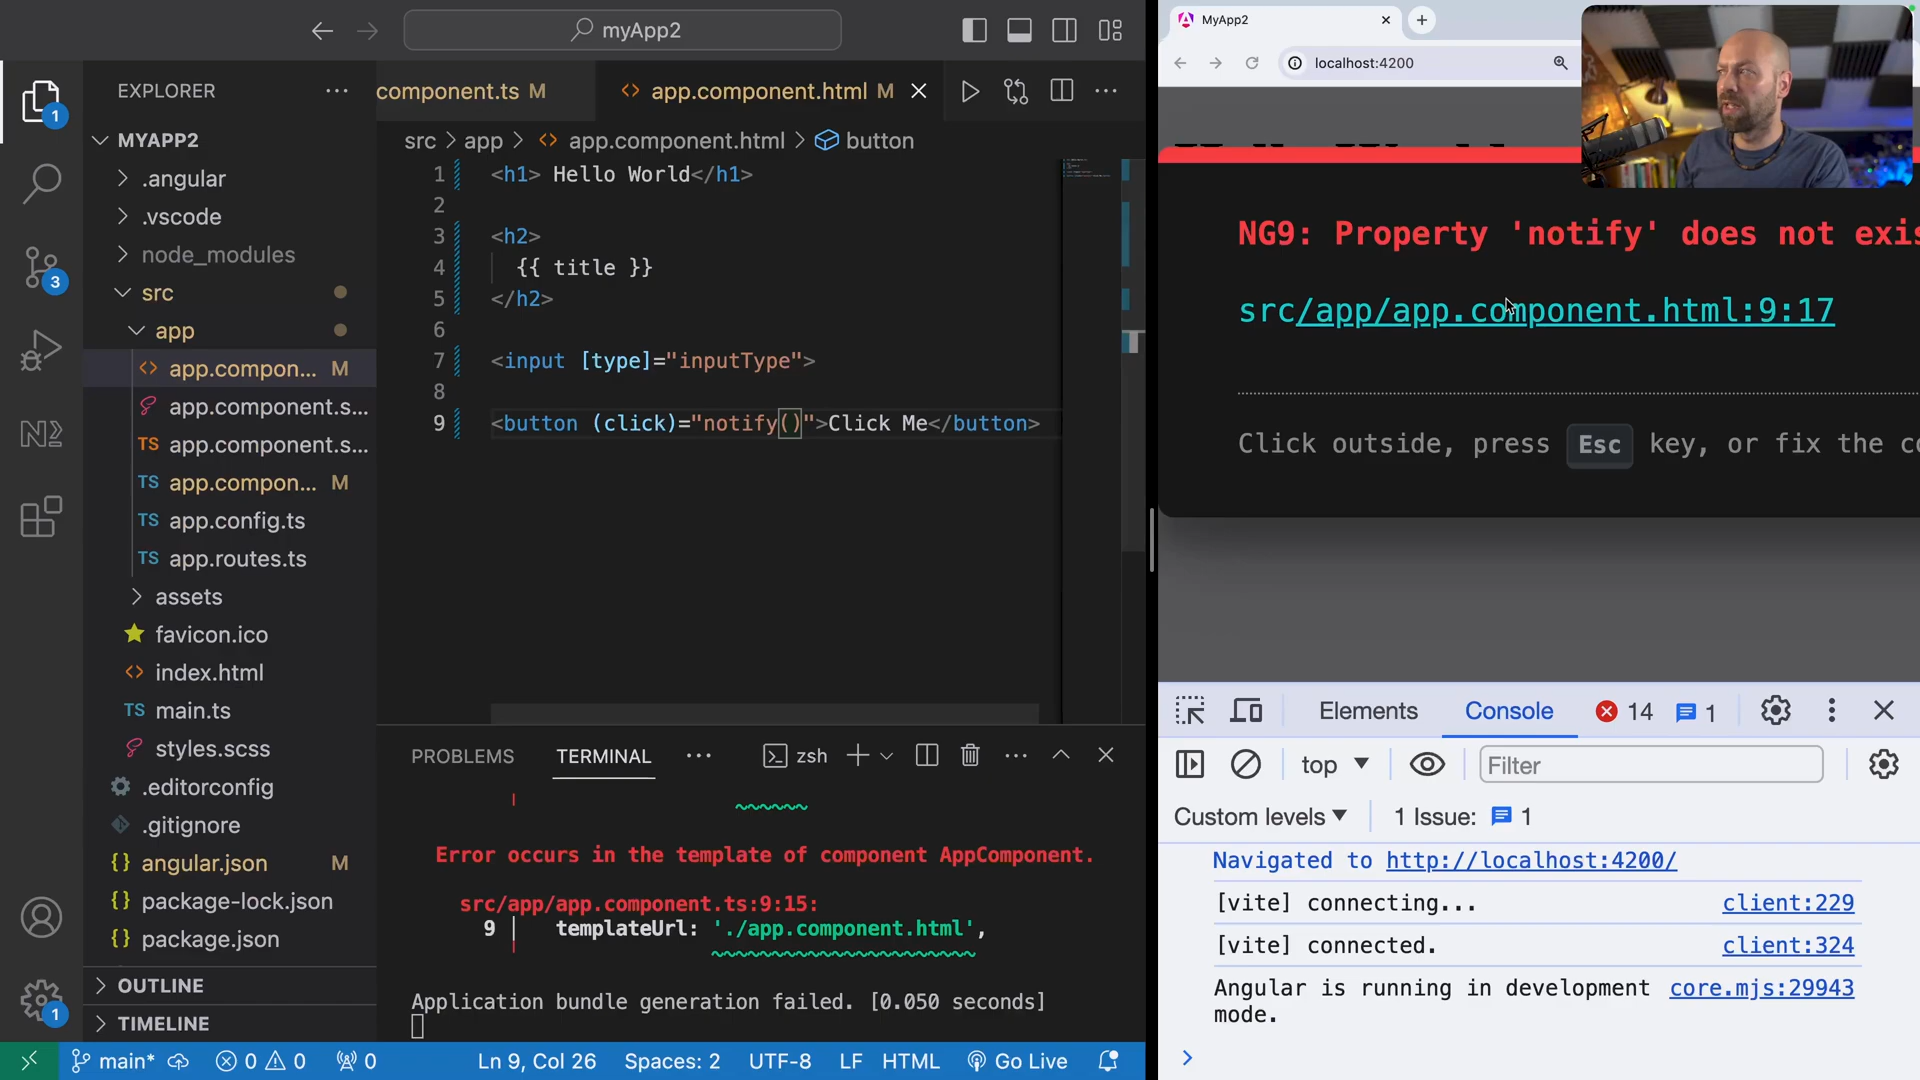 myApp2
EXPLORER
MYAPP2
.angular
.vscode
node_modules
src
app
app.compon... M
app.component.s...
TS app.component.s...
TS app.compon... M
TS app.config.ts
TS app.routes.ts
assets
favicon.ico
index.html
TS main.ts
styles.scss
.editorconfig
.gitignore
{} angular.json M
{} package-lock.json
{} package.json
OUTLINE
TIMELINE
1
3
1
component.ts M
app.component.html M
src > app > app.component.html > button
1 <h1> Hello World</h1>
2
3 <h2>
4 {{ title }}
5 </h2>
6
7 <input [type]="inputType">
8
9 <button (click)="notify()">Click Me</button>
PROBLEMS TERMINAL zsh
Error occurs in the template of component AppComponent.
src/app/app.component.ts:9:15:
9 | templateUrl: './app.component.html',
Application bundle generation failed. [0.050 seconds]
main* 0 0 0 Ln 9, Col 26 Spaces: 2 UTF-8 LF HTML Go Live
MyApp2
localhost:4200
NG9: Property 'notify' does not exis
src/app/app.component.html:9:17
Click outside, press Esc key, or fix the co
Elements Console 14 1
top Filter
Custom levels 1 Issue: 1
Navigated to http://localhost:4200/
[vite] connecting... client:229
[vite] connected. client:324
Angular is running in development core.mjs:29943
mode.